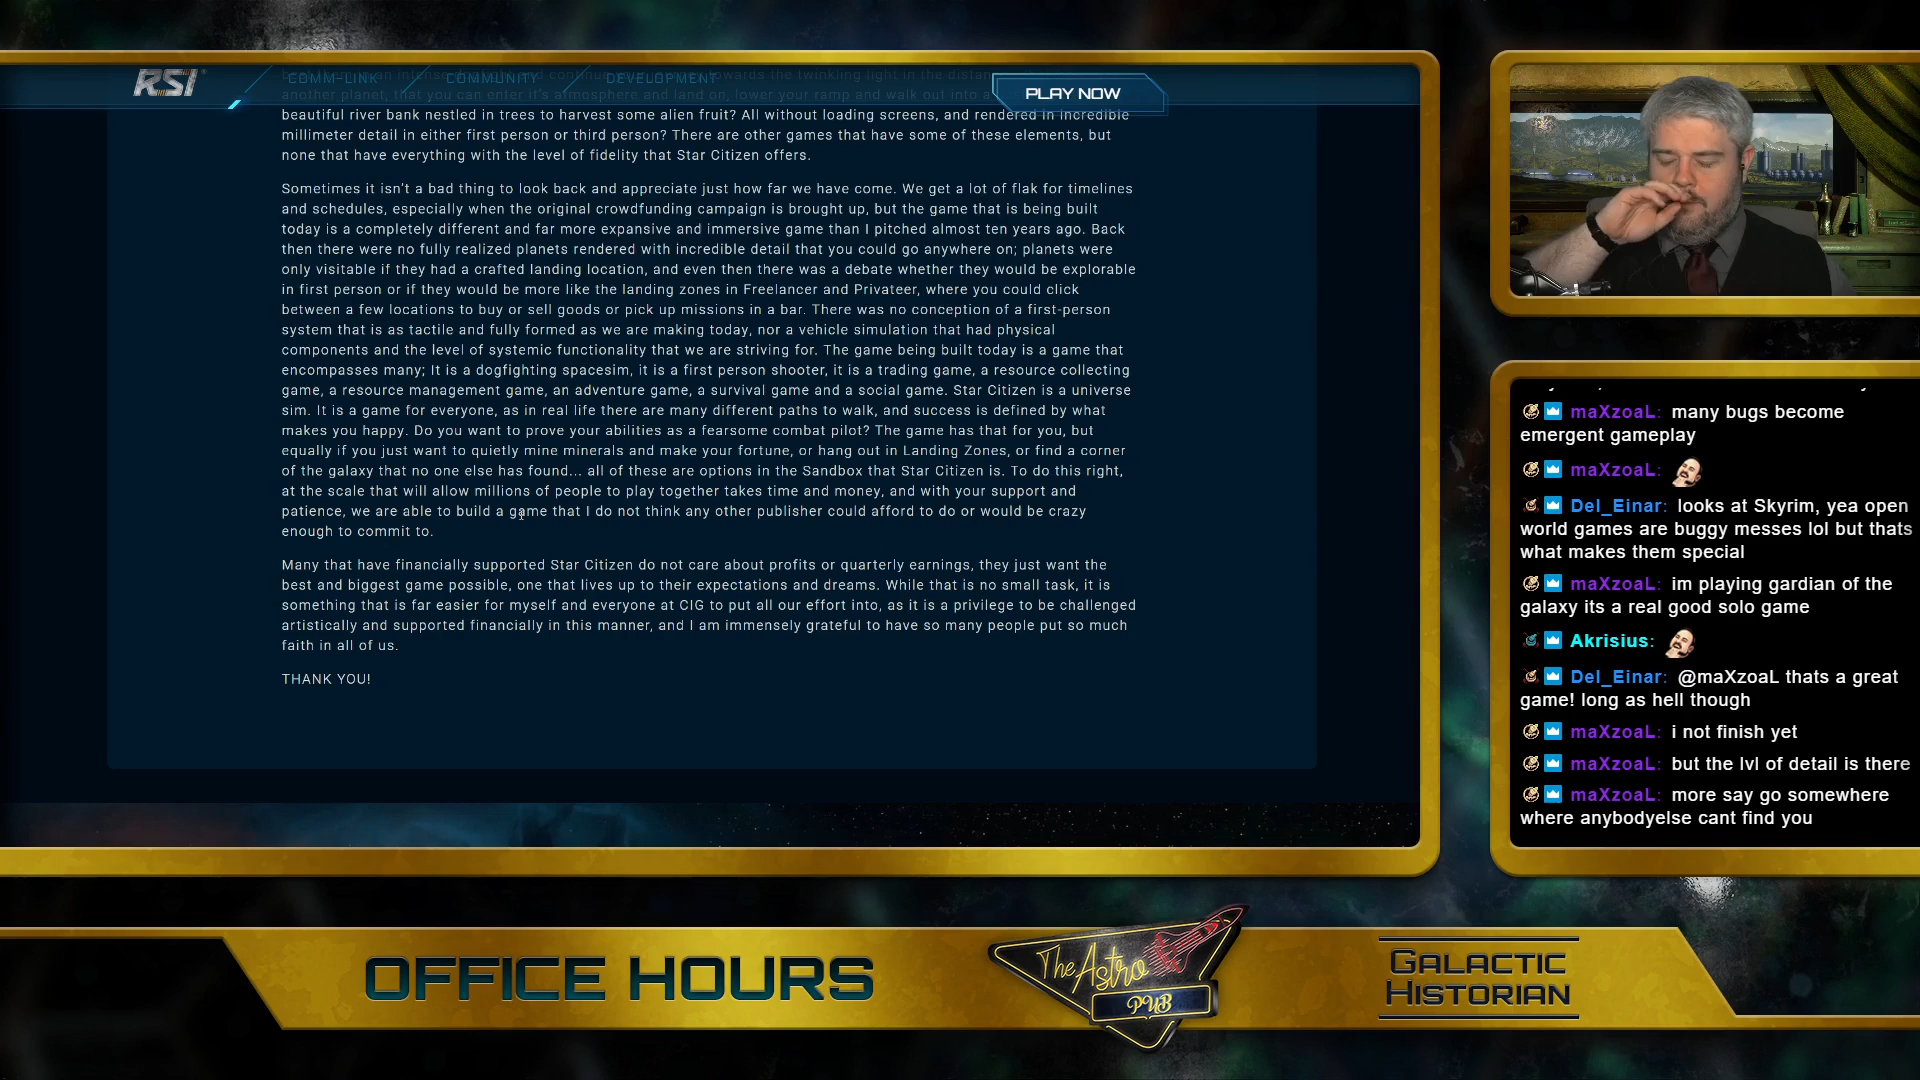 RSI
COMM-LINK
COMMUNITY
DEVELOPMENT
PLAY NOW
an intense and continue towards the twinkling light in the distan
another planet, that you can enter it's atmosphere and land on, lower your ramp and walk out into a
beautiful river bank nestled in trees to harvest some alien fruit? All without loading screens, and rendered in incredible
millimeter detail in either first person or third person? There are other games that have some of these elements, but
none that have everything with the level of fidelity that Star Citizen offers.
Sometimes it isn't a bad thing to look back and appreciate just how far we have come. We get a lot of flak for timelines
and schedules, especially when the original crowdfunding campaign is brought up, but the game that is being built
today is a completely different and far more expansive and immersive game than I pitched almost ten years ago. Back
then there were no fully realized planets rendered with incredible detail that you could go anywhere on; planets were
only visitable if they had a crafted landing location, and even then there was a debate whether they would be explorable
in first person or if they would be more like the landing zones in Freelancer and Privateer, where you could click
between a few locations to buy or sell goods or pick up missions in a bar. There was no conception of a first-person
system that is as tactile and fully formed as we are making today, nor a vehicle simulation that had physical
components and the level of systemic functionality that we are striving for. The game being built today is a game that
encompasses many; It is a dogfighting spacesim, it is a first person shooter, it is a trading game, a resource collecting
game, a resource management game, an adventure game, a survival game and a social game. Star Citizen is a universe
sim. It is a game for everyone, as in real life there are many different paths to walk, and success is defined by what
makes you happy. Do you want to prove your abilities as a fearsome combat pilot? The game has that for you, but
equally if you just want to quietly mine minerals and make your fortune, or hang out in Landing Zones, or find a corner
of the galaxy that no one else has found... all of these are options in the Sandbox that Star Citizen is. To do this right,
at the scale that will allow millions of people to play together takes time and money, and with your support and
patience, we are able to build a game that I do not think any other publisher could afford to do or would be crazy
enough to commit to.
Many that have financially supported Star Citizen do not care about profits or quarterly earnings, they just want the
best and biggest game possible, one that lives up to their expectations and dreams. While that is no small task, it is
something that is far easier for myself and everyone at CIG to put all our effort into, as it is a privilege to be challenged
artistically and supported financially in this manner, and I am immensely grateful to have so many people put so much
faith in all of us.
THANK YOU!
maXzoaL: many bugs become
emergent gameplay
maXzoaL:
Del_Einar: looks at Skyrim, yea open
world games are buggy messes lol but thats
what makes them special
maXzoaL: im playing gardian of the
galaxy its a real good solo game
Akrisius:
Del_Einar: @maXzoaL thats a great
game! long as hell though
maXzoaL: i not finish yet
maXzoaL: but the lvl of detail is there
maXzoaL: more say go somewhere
where anybodyelse cant find you
OFFICE HOURS
The Astro
PUB
GALACTIC
HISTORIAN